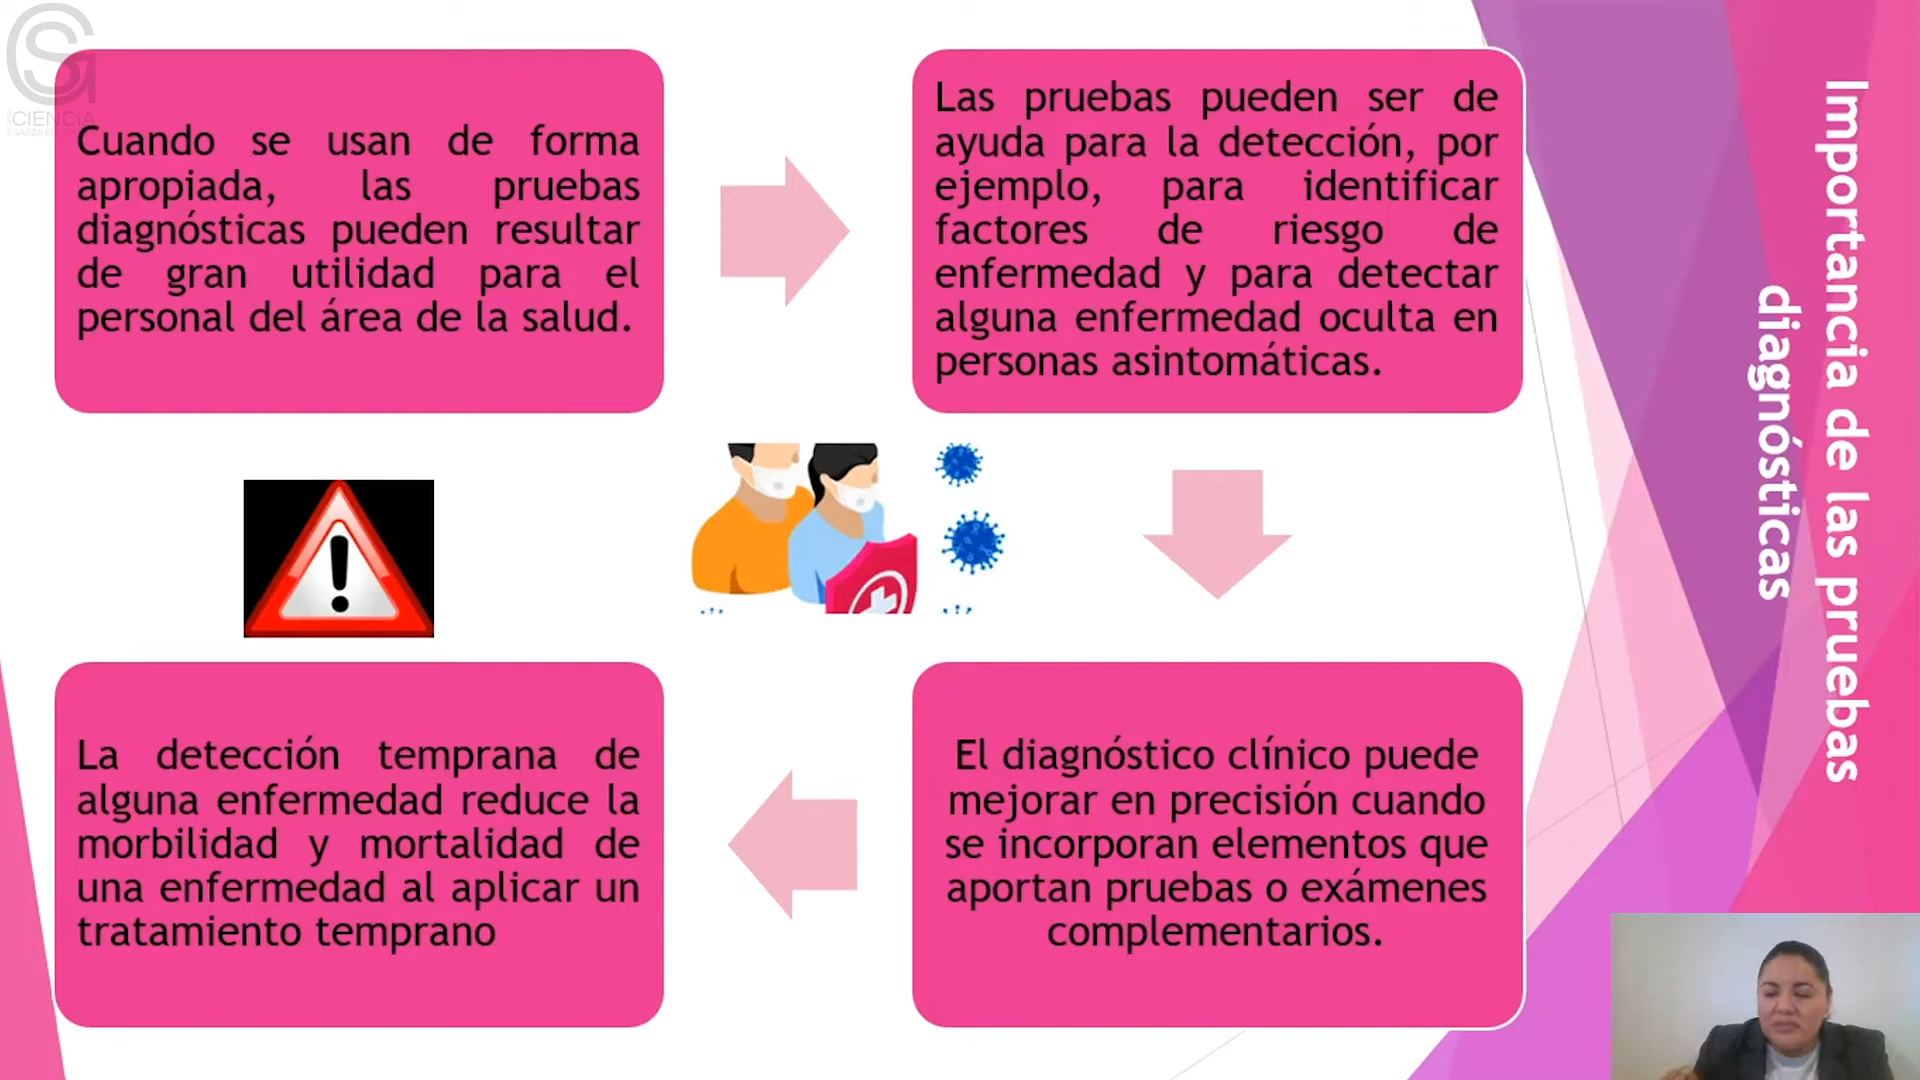 CIENCIA
Cuando se usan de forma
apropiada, las pruebas
diagnósticas pueden resultar
de gran utilidad para el
personal del área de la salud.
Las pruebas pueden ser de
ayuda para la detección, por
ejemplo, para identificar
factores de riesgo de
enfermedad y para detectar
alguna enfermedad oculta en
personas asintomáticas.
El diagnóstico clínico puede
mejorar en precisión cuando
se incorporan elementos que
aportan pruebas o exámenes
complementarios.
La detección temprana de
alguna enfermedad reduce la
morbilidad y mortalidad de
una enfermedad al aplicar un
tratamiento temprano
Importancia de las pruebas
diagnósticas